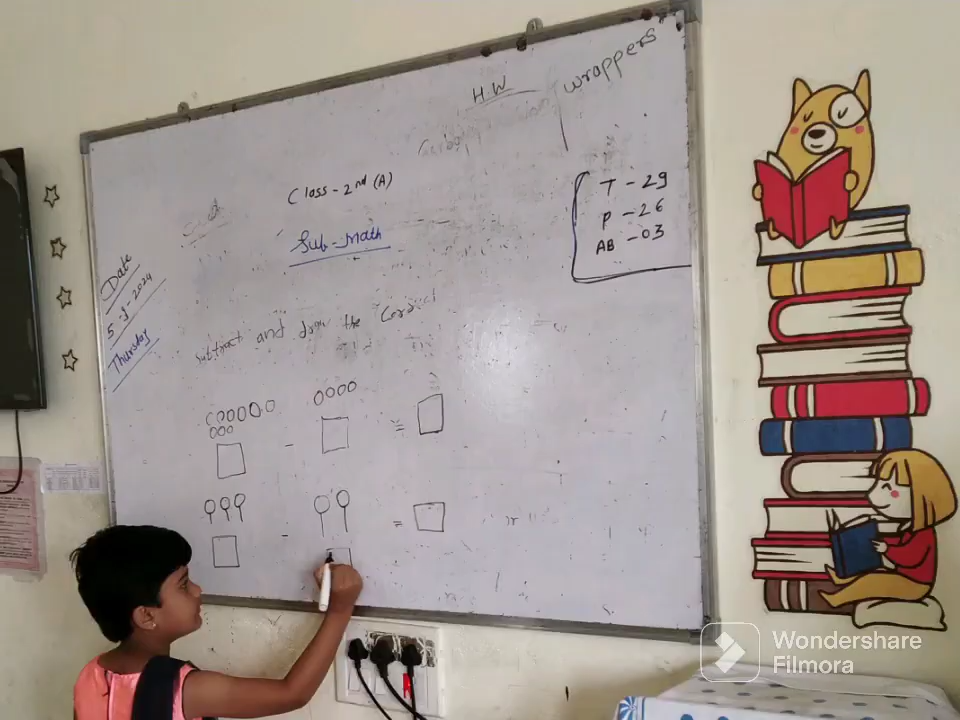 H.W
wrappers
Class - 2nd (A)
Sub - Math
T - 29
P - 26
AB - 03
Date
5-J-2024
Thursday
Subtract and draw the Correct
-
=
-
=
Wondershare
Filmora